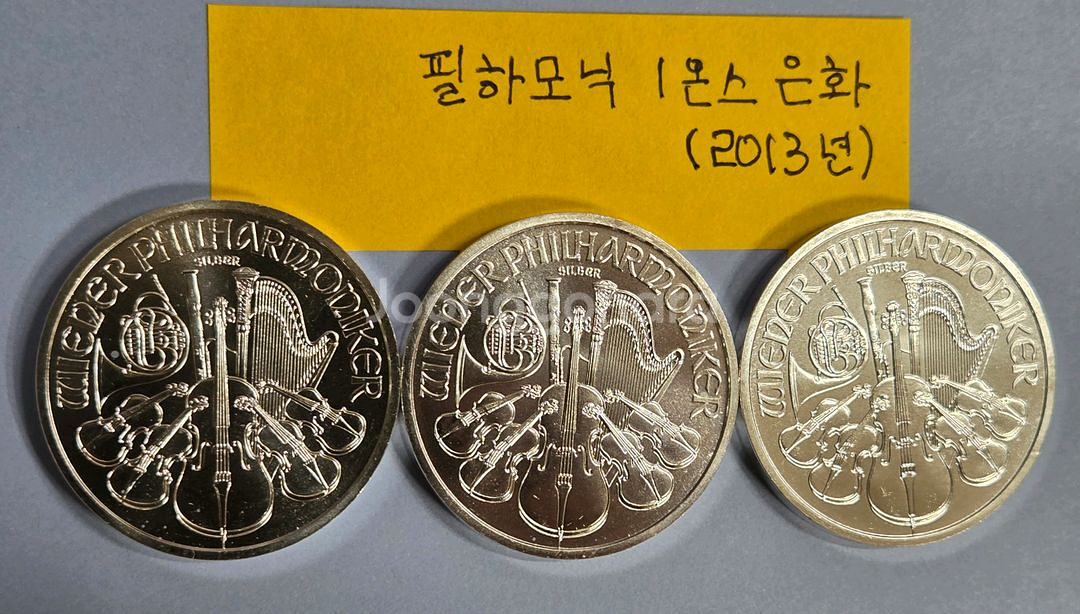 필하모닉 1온스 은화
(2013년)
WIENER PHILHARMONIKER
SILBER
WIENER PHILHARMONIKER
SILBER
WIENER PHILHARMONIKER
SILBER